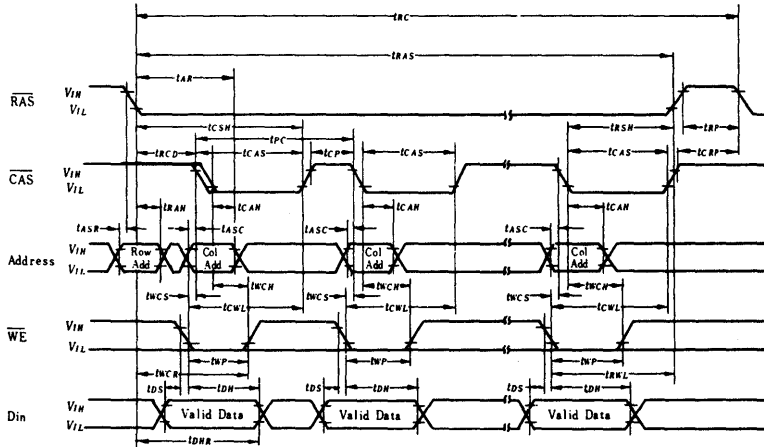 tRC
tRAS
tAR
RAS VIH
VIL
tCSH
tPC
tRSH
tRP
tRCD
tCAS
tCP
tCAS
tCAS
tCRP
CAS VIH
VIL
tRAH
tCAH
tCAH
tCAH
tASR
tASC
tASC
tASC
Address VIH
VIL
Row Add
Col Add
Col Add
Col Add
tWCS
tWCH
tWCS
tWCH
tWCS
tWCH
tCWL
tCWL
tCWL
WE VIH
VIL
tWP
tWP
tWP
tWCR
tRWL
tDS
tDH
tDS
tDH
tDS
tDH
Din VIH
VIL
Valid Data
Valid Data
Valid Data
tDHR